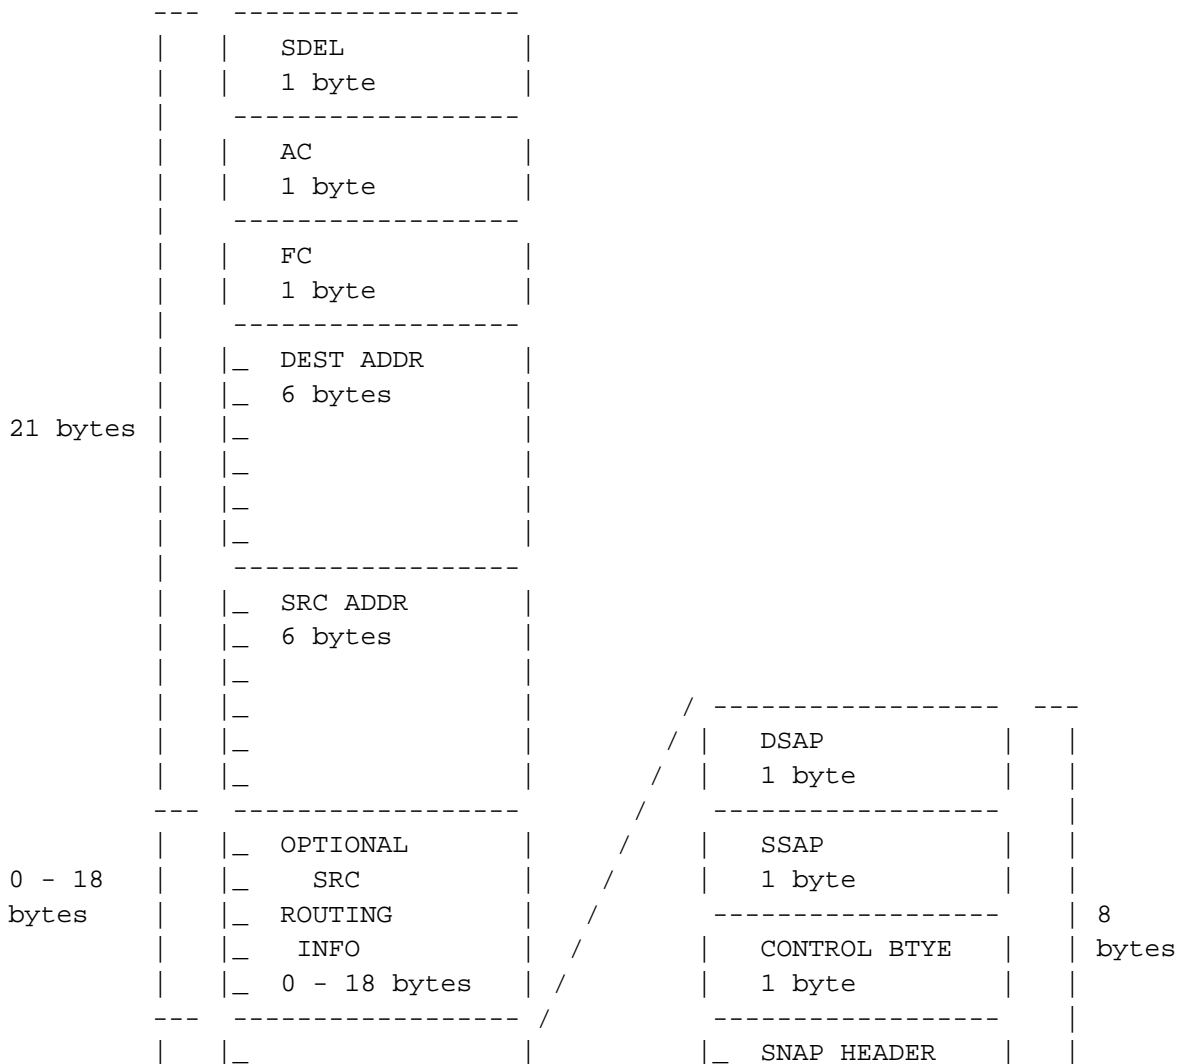 SDEL
1 byte
AC
1 byte
FC
1 byte
DEST ADDR
6 bytes
21 bytes
SRC ADDR
6 bytes
OPTIONAL
SRC
ROUTING
INFO
0 - 18 bytes
0 - 18
bytes
DSAP
1 byte
SSAP
1 byte
CONTROL BTYE
1 byte
SNAP HEADER
8
bytes